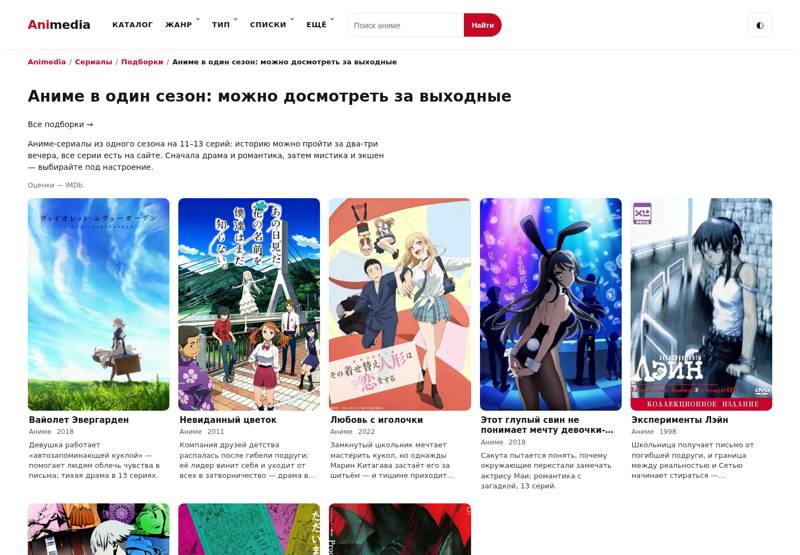 Animedia
КАТАЛОГ ЖАНР ТИП СПИСКИ ЕЩЁ
Поиск аниме
Найти
Animedia / Сериалы / Подборки / Аниме в один сезон: можно досмотреть за выходные
Аниме в один сезон: можно досмотреть за выходные
Все подборки →
Аниме-сериалы из одного сезона на 11–13 серий: историю можно пройти за два-три
вечера, все серии есть на сайте. Сначала драма и романтика, затем мистика и экшен
— выбирайте под настроение.
Оценки — IMDb.
ヴァイオレット・エヴァーガーデン
あの日見た
花の名前を
僕達はまだ
知らない。
その着せ替え人形は
恋をする
ЛЭЙН
DVD
КОЛЛЕКЦИОННОЕ ИЗДАНИЕ
Вайолет Эвергарден
Аниме 2018
Девушка работает
«автозапоминающей куклой» —
помогает людям облечь чувства в
письма; тихая драма в 13 сериях.
Невиданный цветок
Аниме 2011
Компания друзей детства
распалась после гибели подруги;
её лидер винит себя и уходит от
всех в затворничество — драма в…
Любовь с иголочки
Аниме 2022
Замкнутый школьник мечтает
мастерить кукол, но однажды
Марин Китагава застаёт его за
шитьём — и тишине приходит…
Этот глупый свин не
понимает мечту девочки-…
Аниме 2018
Сакута пытается понять, почему
окружающие перестали замечать
актрису Маи; романтика с
загадкой, 13 серий.
Эксперименты Лэйн
Аниме 1998
Школьница получает письмо от
погибшей подруги, и граница
между реальностью и Сетью
начинает стираться —…